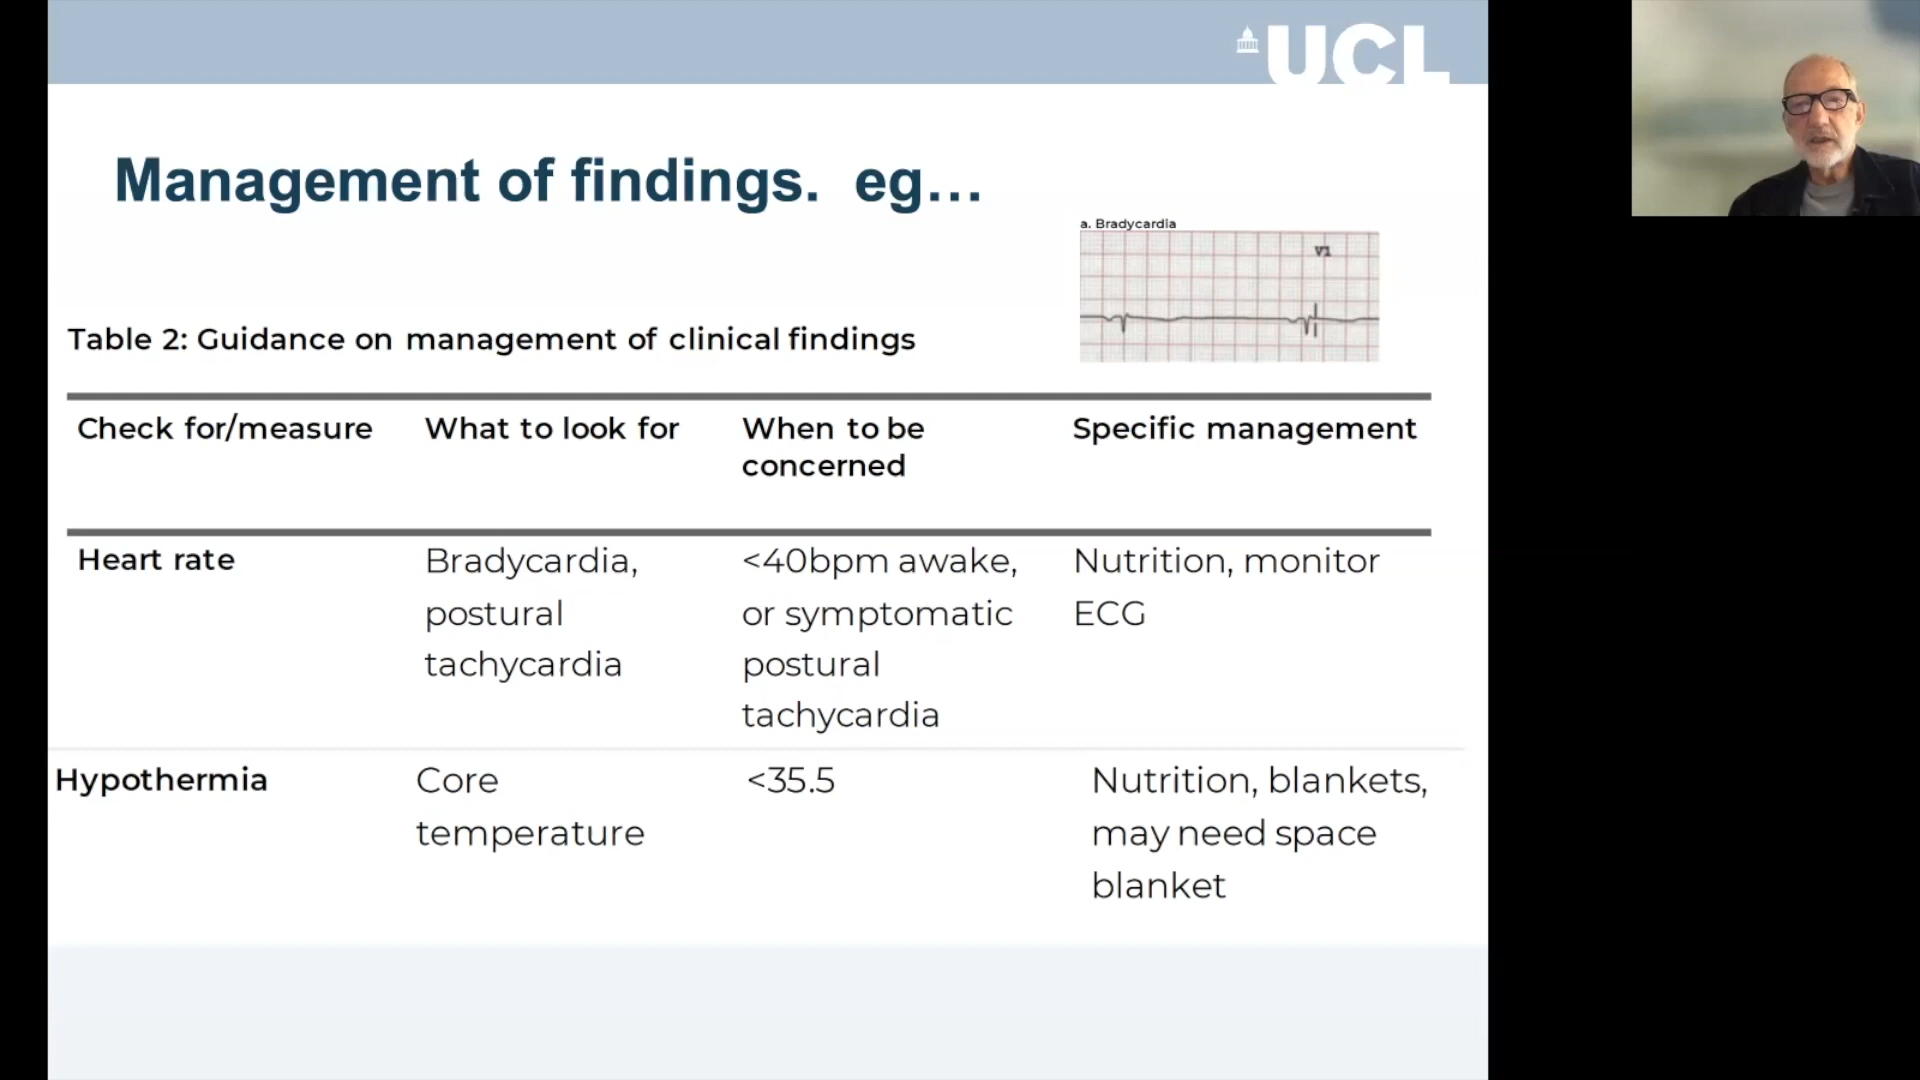 UCL
Management of findings.  eg…
a. Bradycardia
V1
Table 2: Guidance on management of clinical findings
Check for/measure
What to look for
When to be
concerned
Specific management
Heart rate
Bradycardia,
postural
tachycardia
<40bpm awake,
or symptomatic
postural
tachycardia
Nutrition, monitor
ECG
Hypothermia
Core
temperature
<35.5
Nutrition, blankets,
may need space
blanket